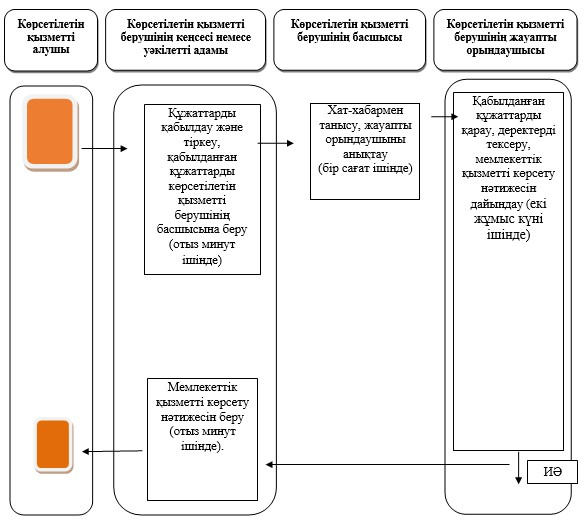 Көрсетілетін
қызметті
алушы
Көрсетілетін қызметті
берушінің кеңсесі немесе
уәкілетті адамы
Көрсетілетін қызметті
берушінің басшысы
Көрсетілетін қызметті
берушінің жауапты
орындаушысы
Құжаттарды
қабылдау және
тіркеу,
қабылданған
құжаттарды
көрсетілетін
қызметті
берушінің
басшысына беру
(отыз минут
ішінде)
Хат-хабармен
танысу, жауапты
орындаушыны
анықтау
(бір сағат ішінде)
Қабылданған
құжаттарды
қарау, деректерді
тексеру,
мемлекеттік
қызметті көрсету
нәтижесін
дайындау (екі
жұмыс күні
ішінде)
Мемлекеттік
қызметті көрсету
нәтижесін беру
(отыз минут
ішінде).
ИӘ